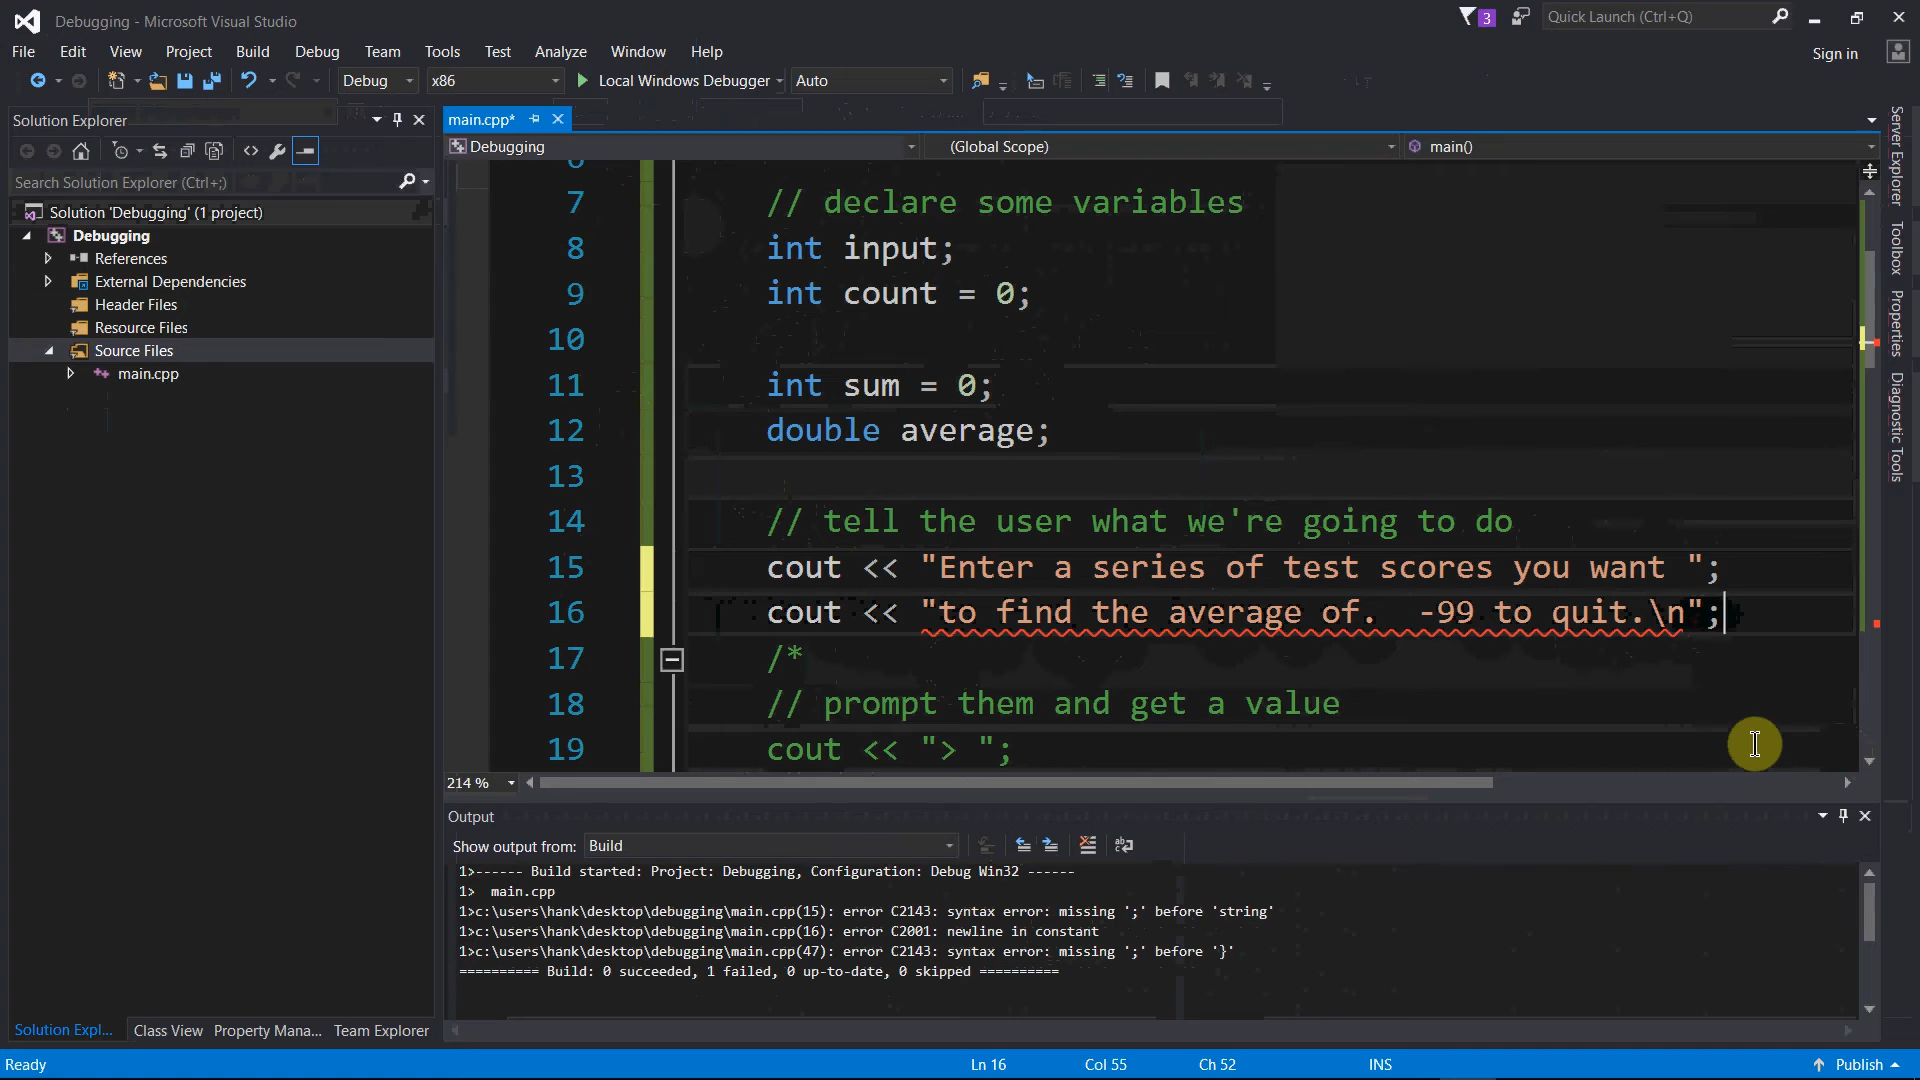 Debugging - Microsoft Visual Studio
3
Quick Launch (Ctrl+Q)
File Edit View Project Build Debug Team Tools Test Analyze Window Help
Sign in
Debug x86 Local Windows Debugger Auto
Solution Explorer
Search Solution Explorer (Ctrl+;)
Solution 'Debugging' (1 project)
Debugging
References
External Dependencies
Header Files
Resource Files
Source Files
main.cpp
main.cpp*
Debugging (Global Scope) main()
6
7 // declare some variables
8 int input;
9 int count = 0;
10
11 int sum = 0;
12 double average;
13
14 // tell the user what we're going to do
15 cout << "Enter a series of test scores you want ";
16 cout << "to find the average of.  -99 to quit.\n";
17 /*
18 // prompt them and get a value
19 cout << "> ";
214 %
Server Explorer
Toolbox
Properties
Diagnostic Tools
Output
Show output from: Build
1>------ Build started: Project: Debugging, Configuration: Debug Win32 ------
1>  main.cpp
1>c:\users\hank\desktop\debugging\main.cpp(15): error C2143: syntax error: missing ';' before 'string'
1>c:\users\hank\desktop\debugging\main.cpp(16): error C2001: newline in constant
1>c:\users\hank\desktop\debugging\main.cpp(47): error C2143: syntax error: missing ';' before '}'
========== Build: 0 succeeded, 1 failed, 0 up-to-date, 0 skipped ==========
Solution Expl... Class View Property Mana... Team Explorer
Ready Ln 16 Col 55 Ch 52 INS Publish